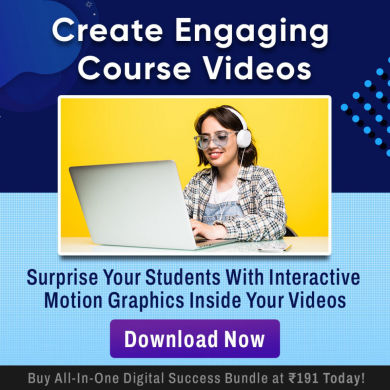 Create Engaging
Course Videos
Surprise Your Students With Interactive
Motion Graphics Inside Your Videos
Download Now
Buy All-In-One Digital Success Bundle at ₹191 Today!